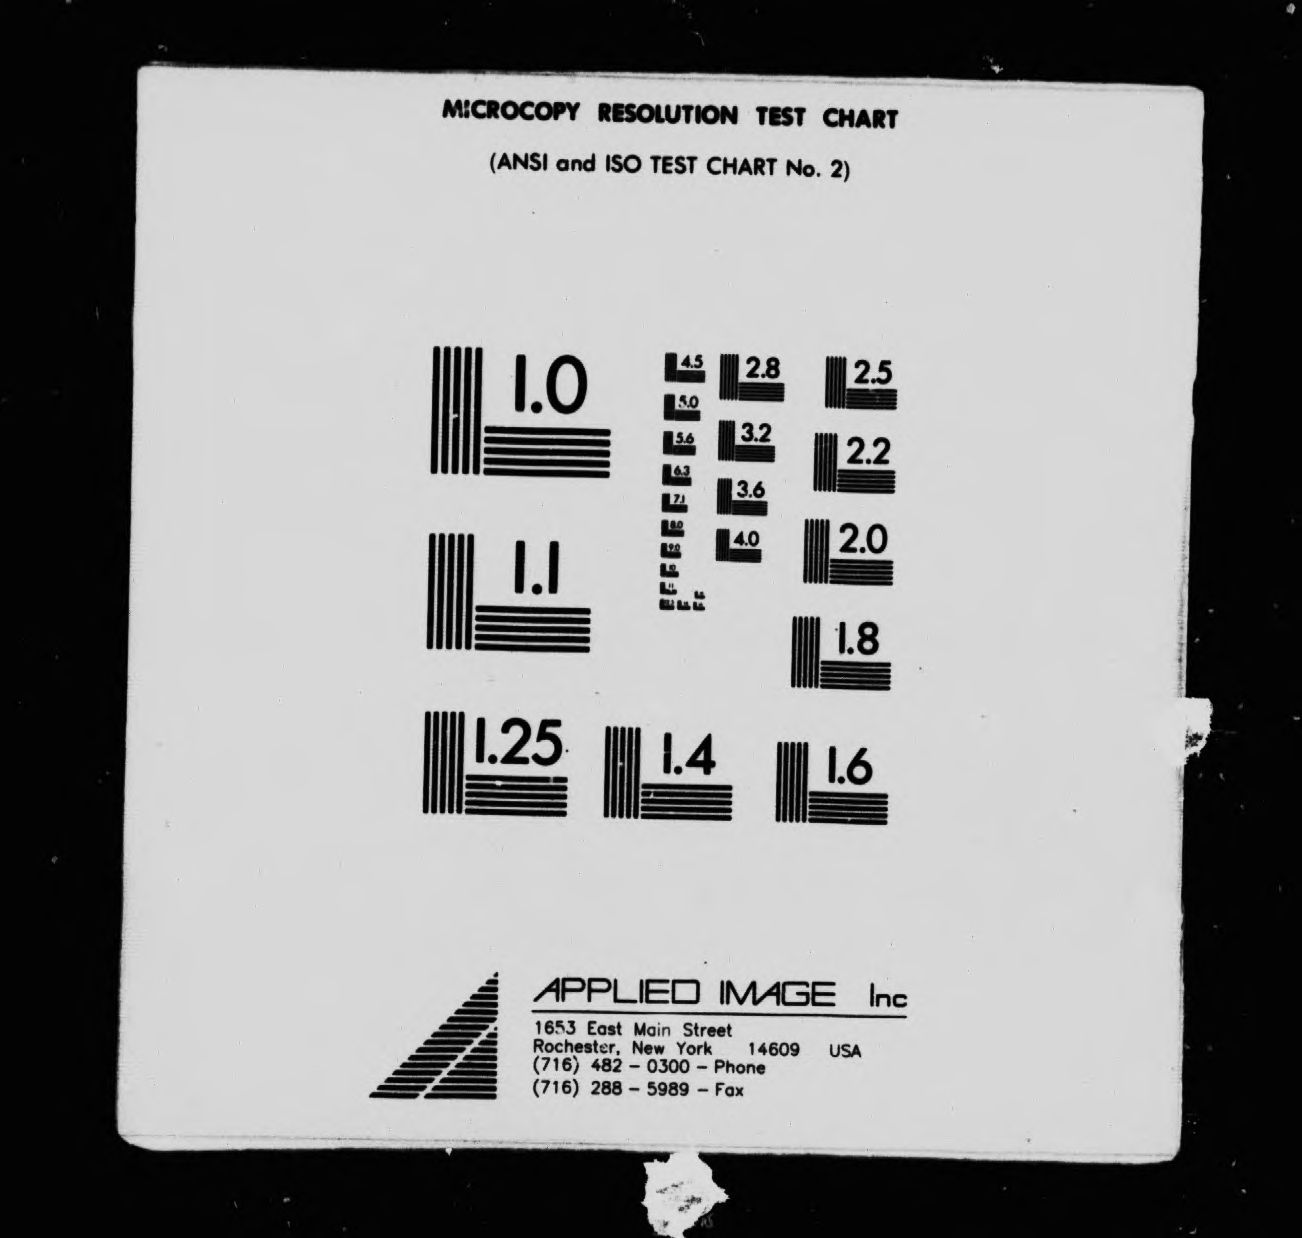 MICROCOPY RESOLUTION TEST CHART
(ANSI and ISO TEST CHART No. 2)
1.0
1.1
1.25
1.4
1.6
1.8
2.0
2.2
2.5
2.8
3.2
3.6
4.0
4.5
5.0
5.6
6.3
7.1
8.0
9.0
APPLIED IMAGE Inc
1653 East Main Street
Rochester, New York 14609 USA
(716) 482 - 0300 - Phone
(716) 288 - 5989 - Fax